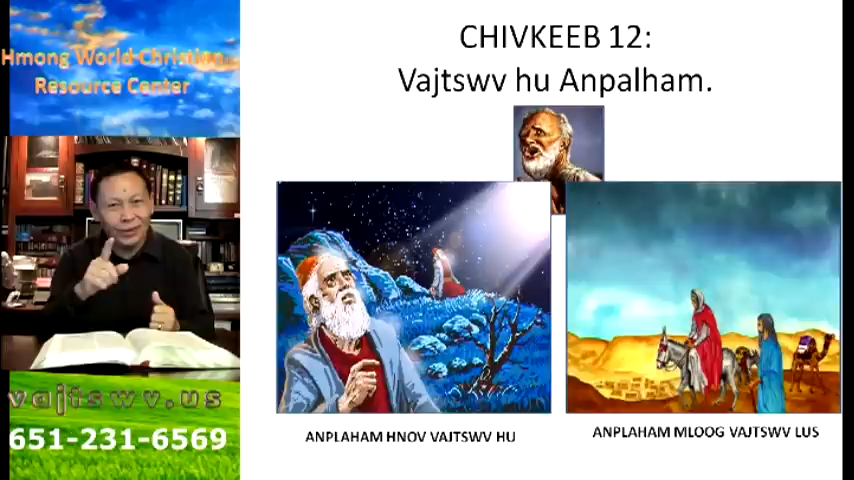 Hmong World Christian
Resource Center
vajtswv.us
651-231-6569
CHIVKEEB 12:
Vajtswv hu Anpalham.
ANPLAHAM HNOV VAJTSWV HU
ANPLAHAM MLOOG VAJTSWV LUS